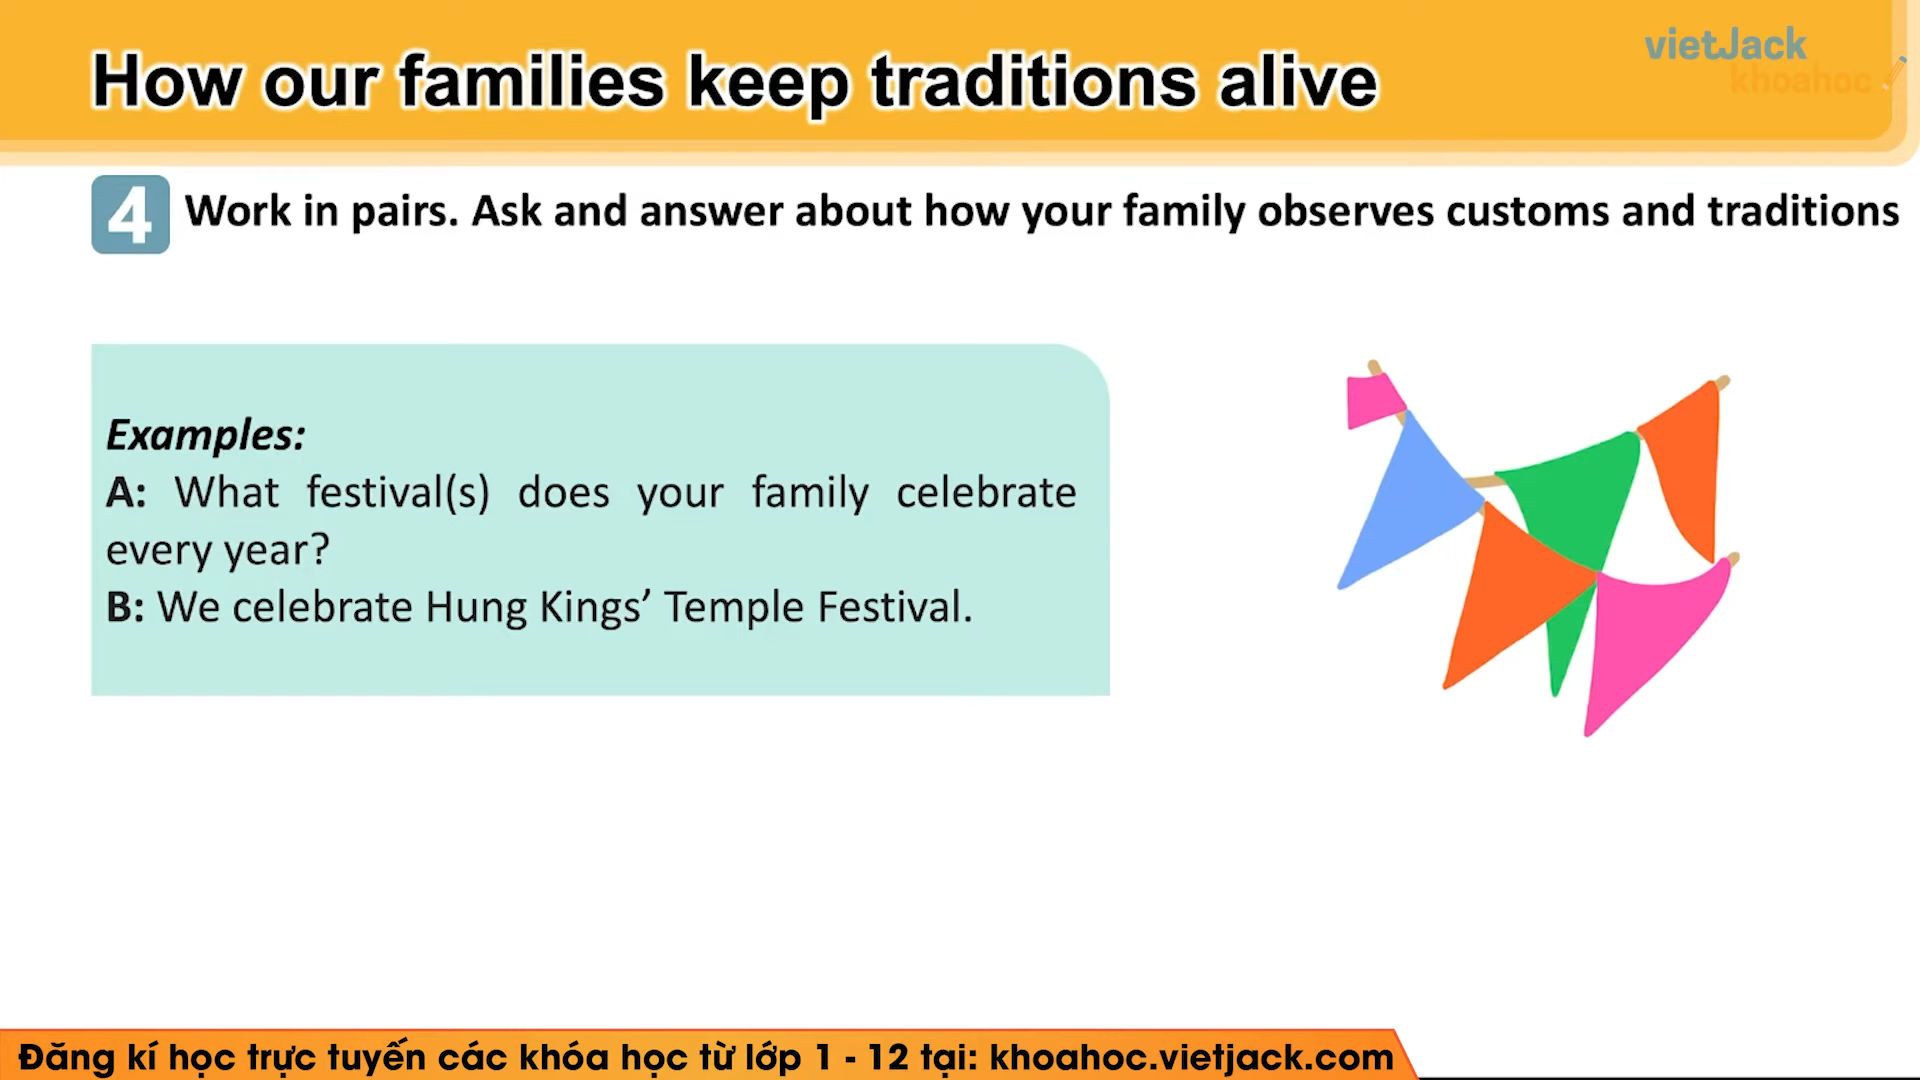 How our families keep traditions alive
vietJack
khoahoc
4 Work in pairs. Ask and answer about how your family observes customs and traditions
Examples:
A: What festival(s) does your family celebrate
every year?
B: We celebrate Hung Kings’ Temple Festival.
Đăng kí học trực tuyến các khóa học từ lớp 1 - 12 tại: khoahoc.vietjack.com